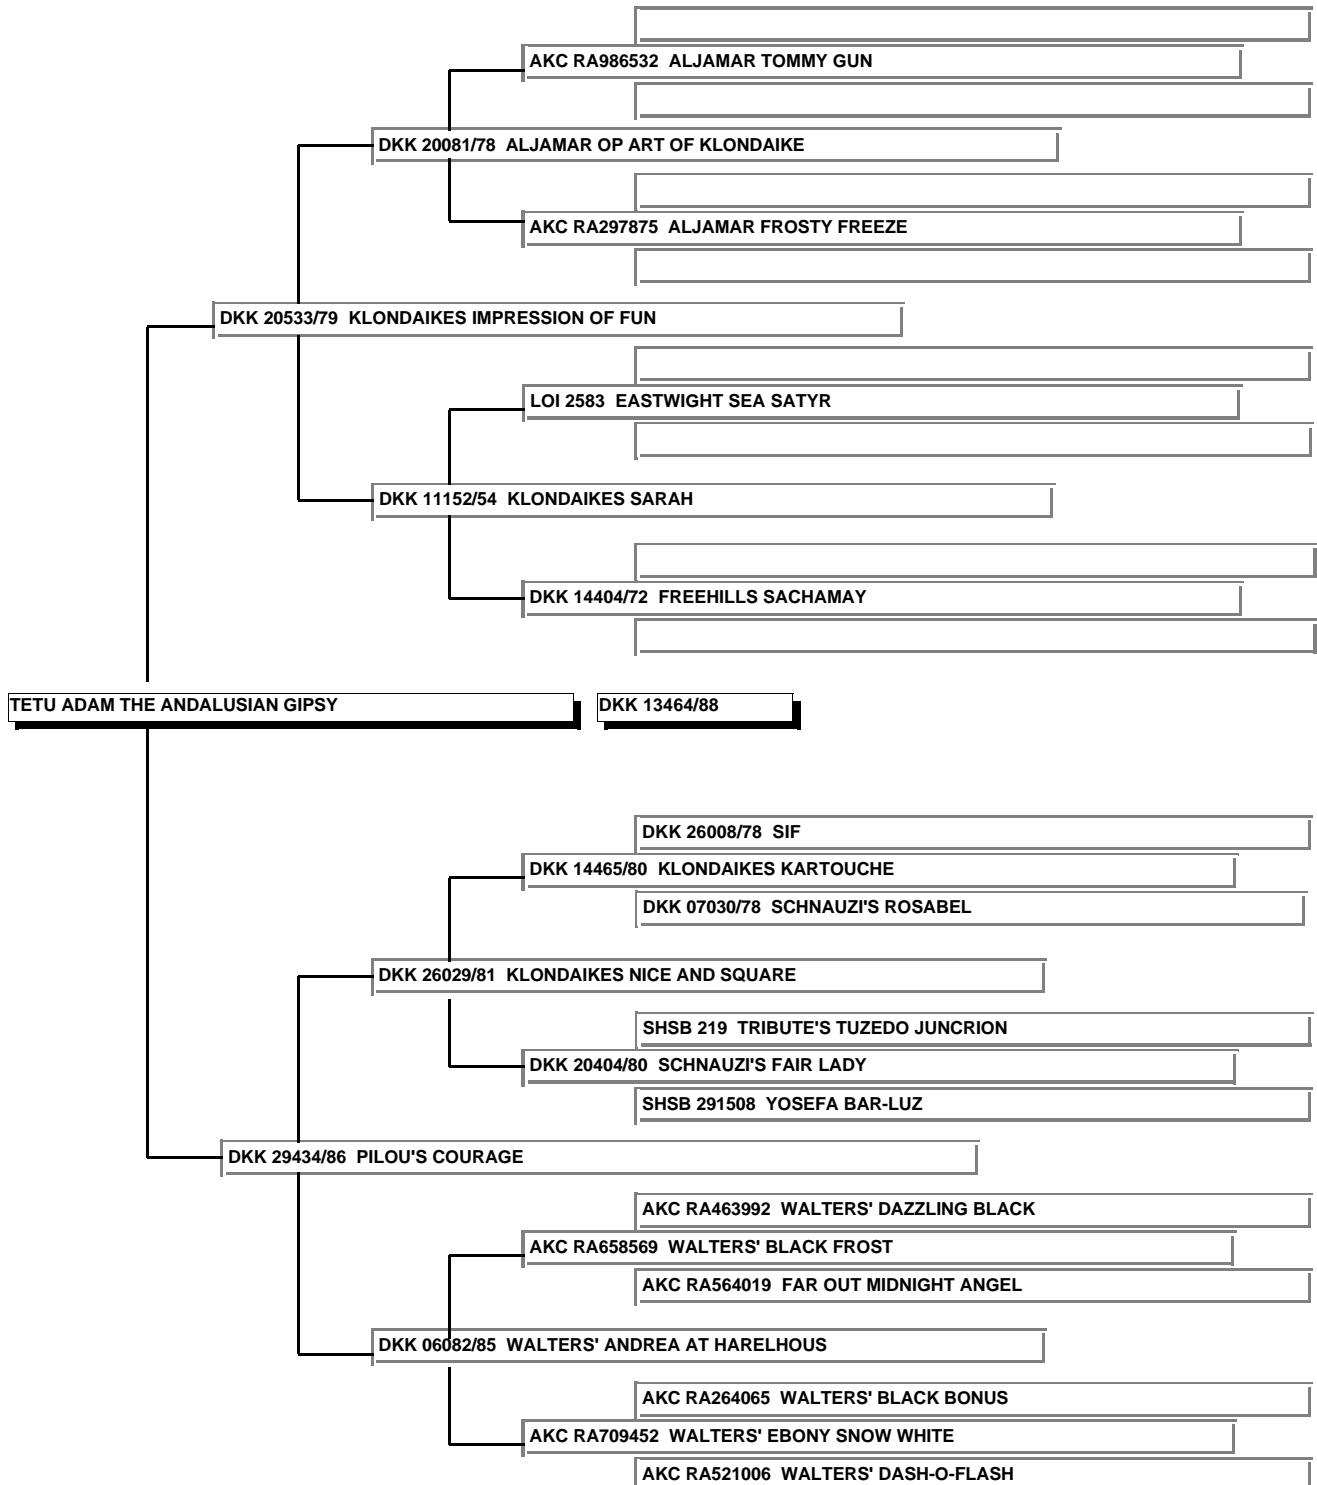 AKC RA986532  ALJAMAR TOMMY GUN
DKK 20081/78  ALJAMAR OP ART OF KLONDAIKE
AKC RA297875  ALJAMAR FROSTY FREEZE
DKK 20533/79  KLONDAIKES IMPRESSION OF FUN
LOI 2583  EASTWIGHT SEA SATYR
DKK 11152/54  KLONDAIKES SARAH
DKK 14404/72  FREEHILLS SACHAMAY
TETU ADAM THE ANDALUSIAN GIPSY  DKK 13464/88
DKK 26008/78  SIF
DKK 14465/80  KLONDAIKES KARTOUCHE
DKK 07030/78  SCHNAUZI'S ROSABEL
DKK 26029/81  KLONDAIKES NICE AND SQUARE
SHSB 219  TRIBUTE'S TUZEDO JUNCRION
DKK 20404/80  SCHNAUZI'S FAIR LADY
SHSB 291508  YOSEFA BAR-LUZ
DKK 29434/86  PILOU'S COURAGE
AKC RA463992  WALTERS' DAZZLING BLACK
AKC RA658569  WALTERS' BLACK FROST
AKC RA564019  FAR OUT MIDNIGHT ANGEL
DKK 06082/85  WALTERS' ANDREA AT HARELHOUS
AKC RA264065  WALTERS' BLACK BONUS
AKC RA709452  WALTERS' EBONY SNOW WHITE
AKC RA521006  WALTERS' DASH-O-FLASH